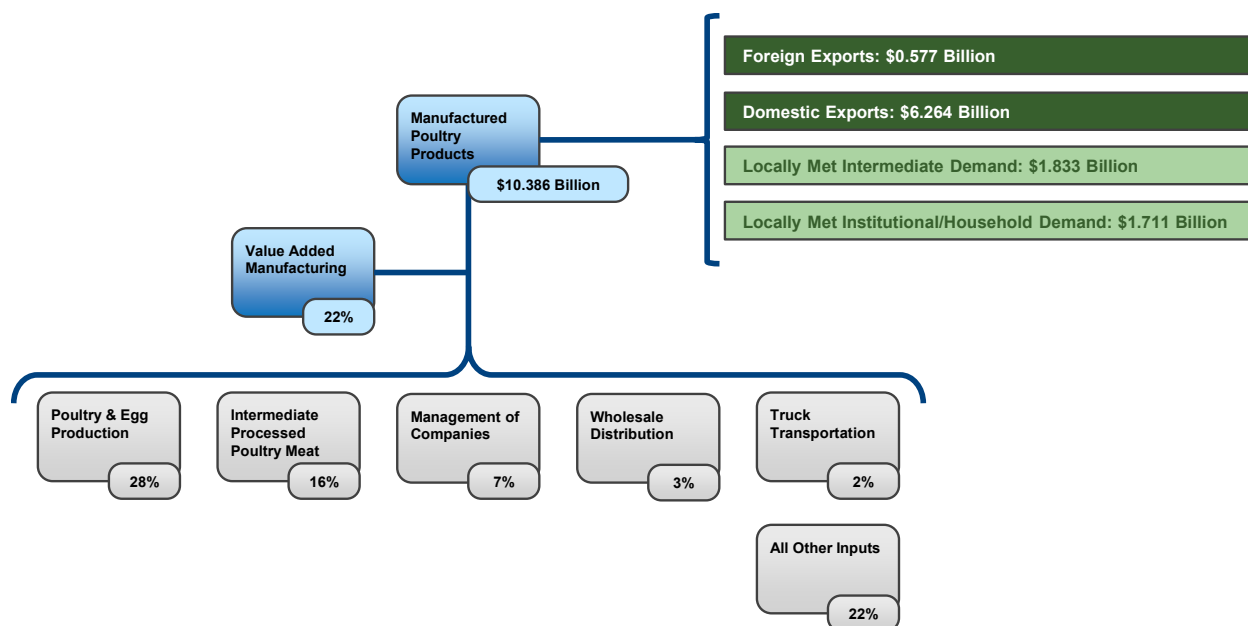 Foreign Exports: $0.577 Billion
Domestic Exports: $6.264 Billion
Manufactured
Poultry
Products
$10.386 Billion
Locally Met Intermediate Demand: $1.833 Billion
Locally Met Institutional/Household Demand: $1.711 Billion
Value Added
Manufacturing
22%
Poultry & Egg
Production
28%
Intermediate
Processed
Poultry Meat
16%
Management of
Companies
7%
Wholesale
Distribution
3%
Truck
Transportation
2%
All Other Inputs
22%